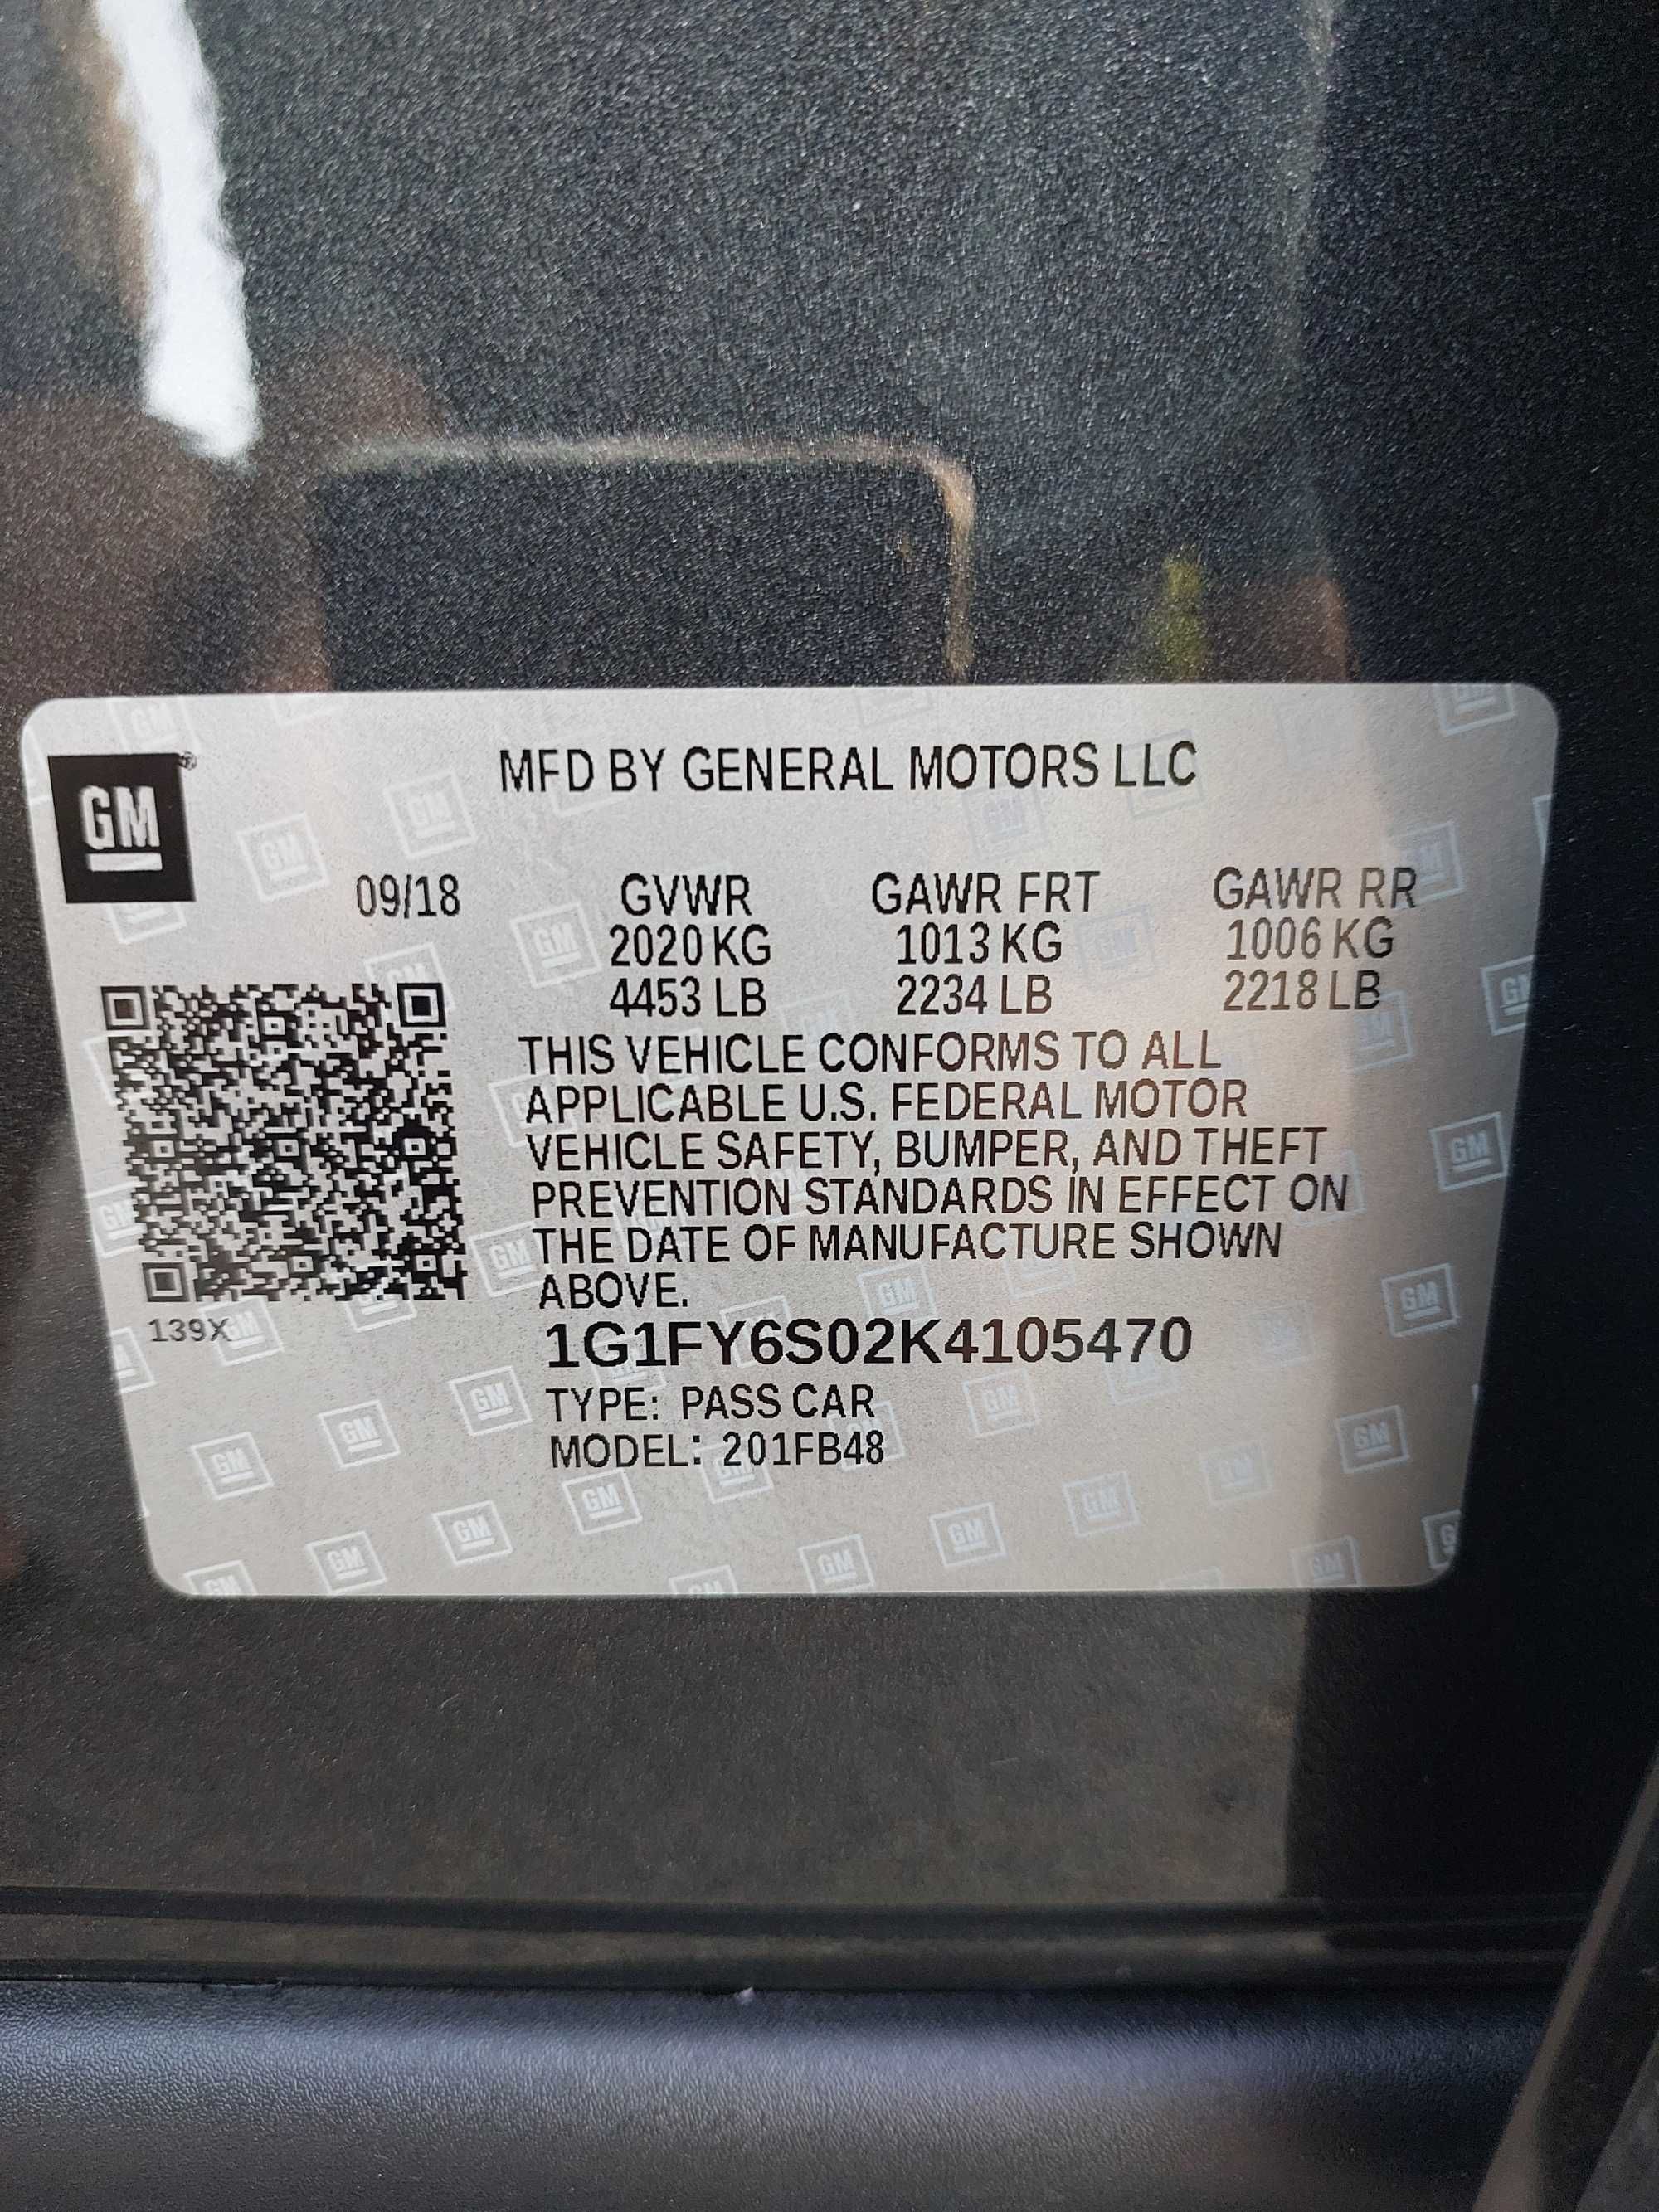 GM
MFD BY GENERAL MOTORS LLC
09/18 GVWR GAWR FRT GAWR RR
2020 KG 1013 KG 1006 KG
4453 LB 2234 LB 2218 LB
THIS VEHICLE CONFORMS TO ALL
APPLICABLE U.S. FEDERAL MOTOR
VEHICLE SAFETY, BUMPER, AND THEFT
PREVENTION STANDARDS IN EFFECT ON
THE DATE OF MANUFACTURE SHOWN
ABOVE.
139X
1G1FY6S02K4105470
TYPE: PASS CAR
MODEL: 201FB48